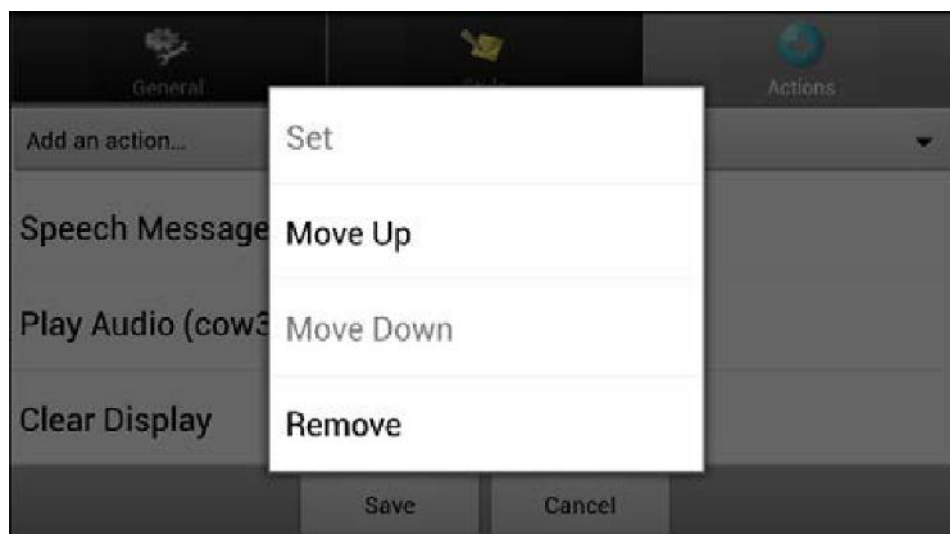 General
Actions
Add an action...
Set
Speech Message
Move Up
Play Audio (cow3
Move Down
Clear Display
Remove
Save
Cancel